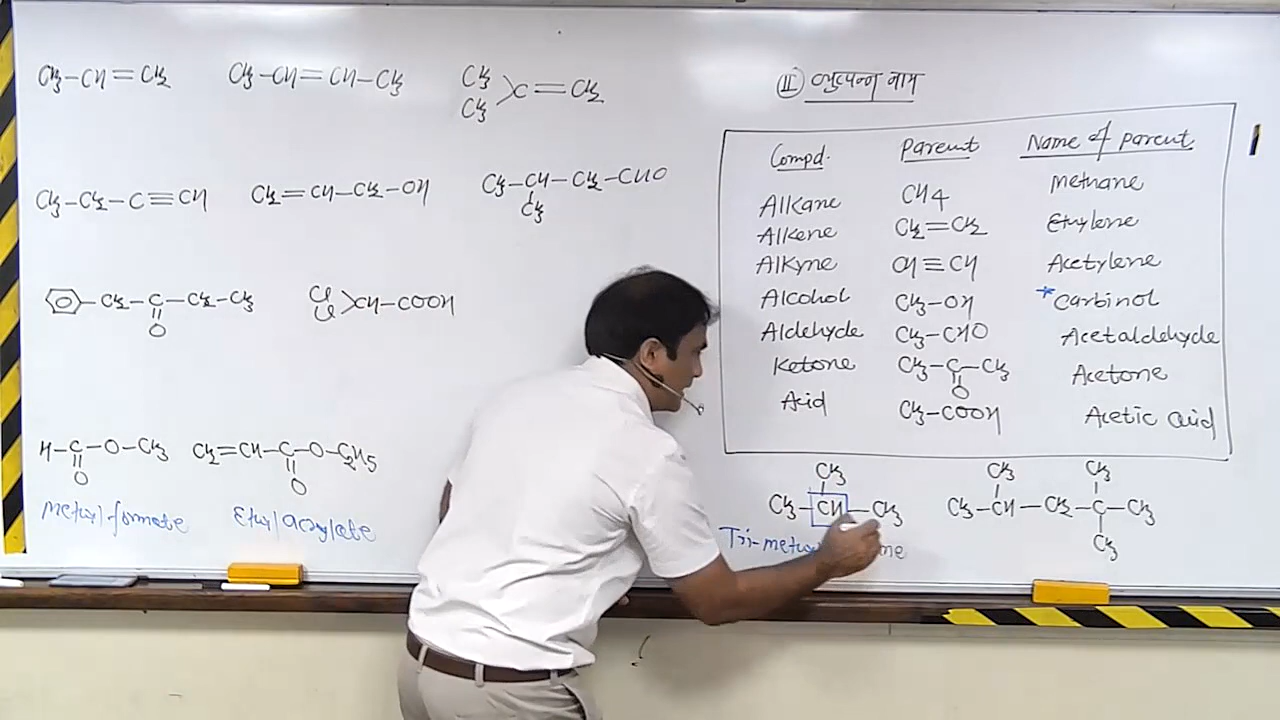 CH3-CH=CH2
CH3-CH=CH-CH3
CH3
CH3 >C=CH2
CH3-CH2-C≡CH
CH2=CH-CH2-OH
CH3-CH-CH2-CHO
CH3
-CH2-C-CH2-CH3
O
Cl
Cl >CH-COOH
H-C-O-CH3
O
Methyl formate
CH2=CH-C-O-C2H5
O
Ethyl acrylate
II व्युत्पन्न नाम
Compd. Parent Name of parent
Alkane CH4 Methane
Alkene CH2=CH2 Ethylene
Alkyne CH≡CH Acetylene
Alcohol CH3-OH *Carbinol
Aldehyde CH3-CHO Acetaldehyde
Ketone CH3-C-CH3 Acetone
O
Acid CH3-COOH Acetic acid
CH3
CH3-CH-CH3
Tri-methy
CH3 CH3
CH3-CH-CH2-C-CH3
CH3